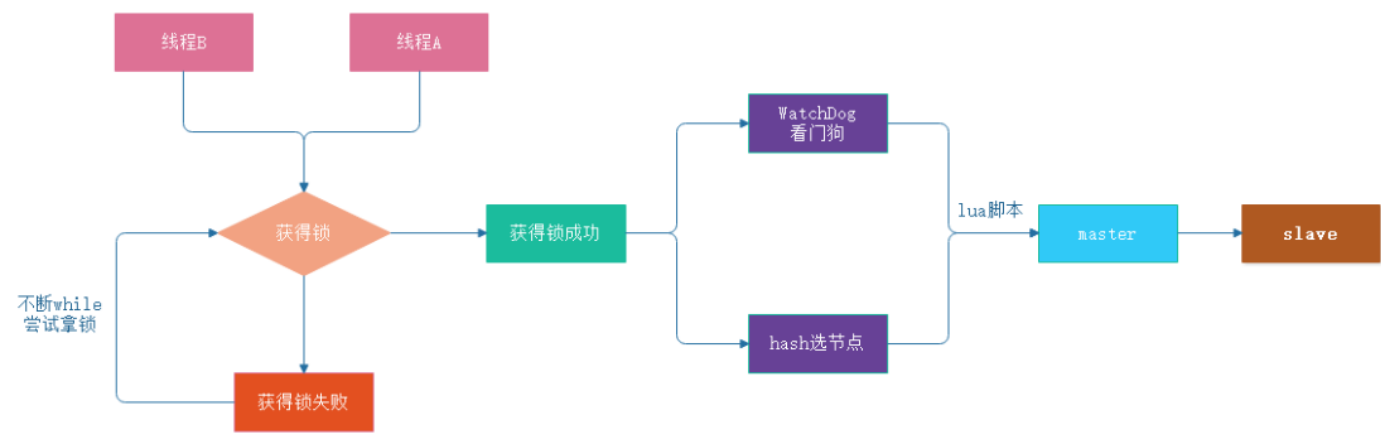 线程B
线程A
WatchDog
看门狗
lua脚本
获得锁
获得锁成功
master
slave
不断while
尝试拿锁
hash选节点
获得锁失败